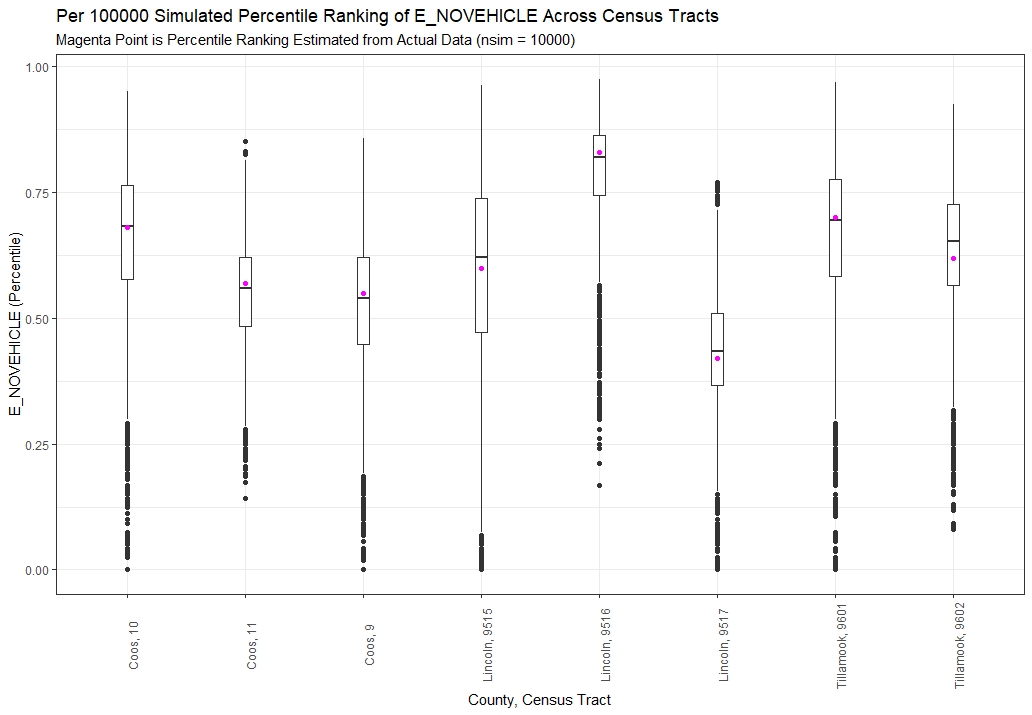 Per 100000 Simulated Percentile Ranking of E_NOVEHICLE Across Census Tracts
Magenta Point is Percentile Ranking Estimated from Actual Data (nsim = 10000)
E_NOVEHICLE (Percentile)
1.00
0.75
0.50
0.25
0.00
Coos, 10
Coos, 11
Coos, 9
Lincoln, 9515
Lincoln, 9516
Lincoln, 9517
Tillamook, 9601
Tillamook, 9602
County, Census Tract